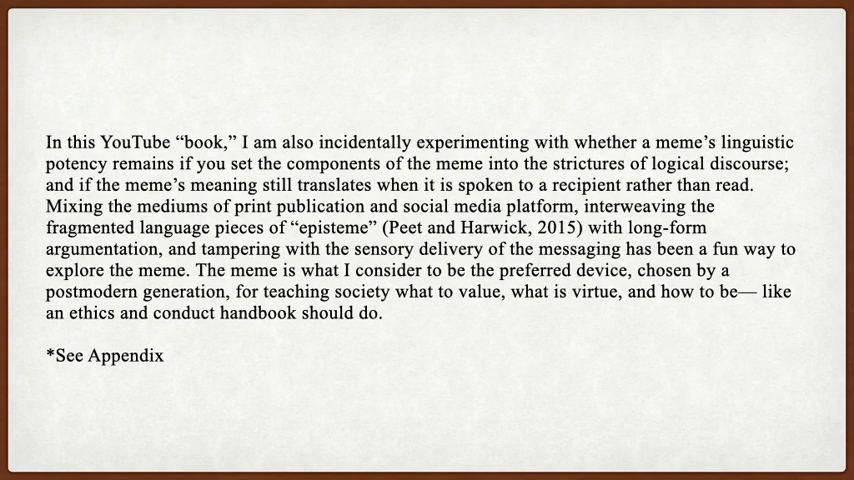 In this YouTube “book,” I am also incidentally experimenting with whether a meme’s linguistic
potency remains if you set the components of the meme into the strictures of logical discourse;
and if the meme’s meaning still translates when it is spoken to a recipient rather than read.
Mixing the mediums of print publication and social media platform, interweaving the
fragmented language pieces of “episteme” (Peet and Harwick, 2015) with long-form
argumentation, and tampering with the sensory delivery of the messaging has been a fun way to
explore the meme. The meme is what I consider to be the preferred device, chosen by a
postmodern generation, for teaching society what to value, what is virtue, and how to be— like
an ethics and conduct handbook should do.
*See Appendix